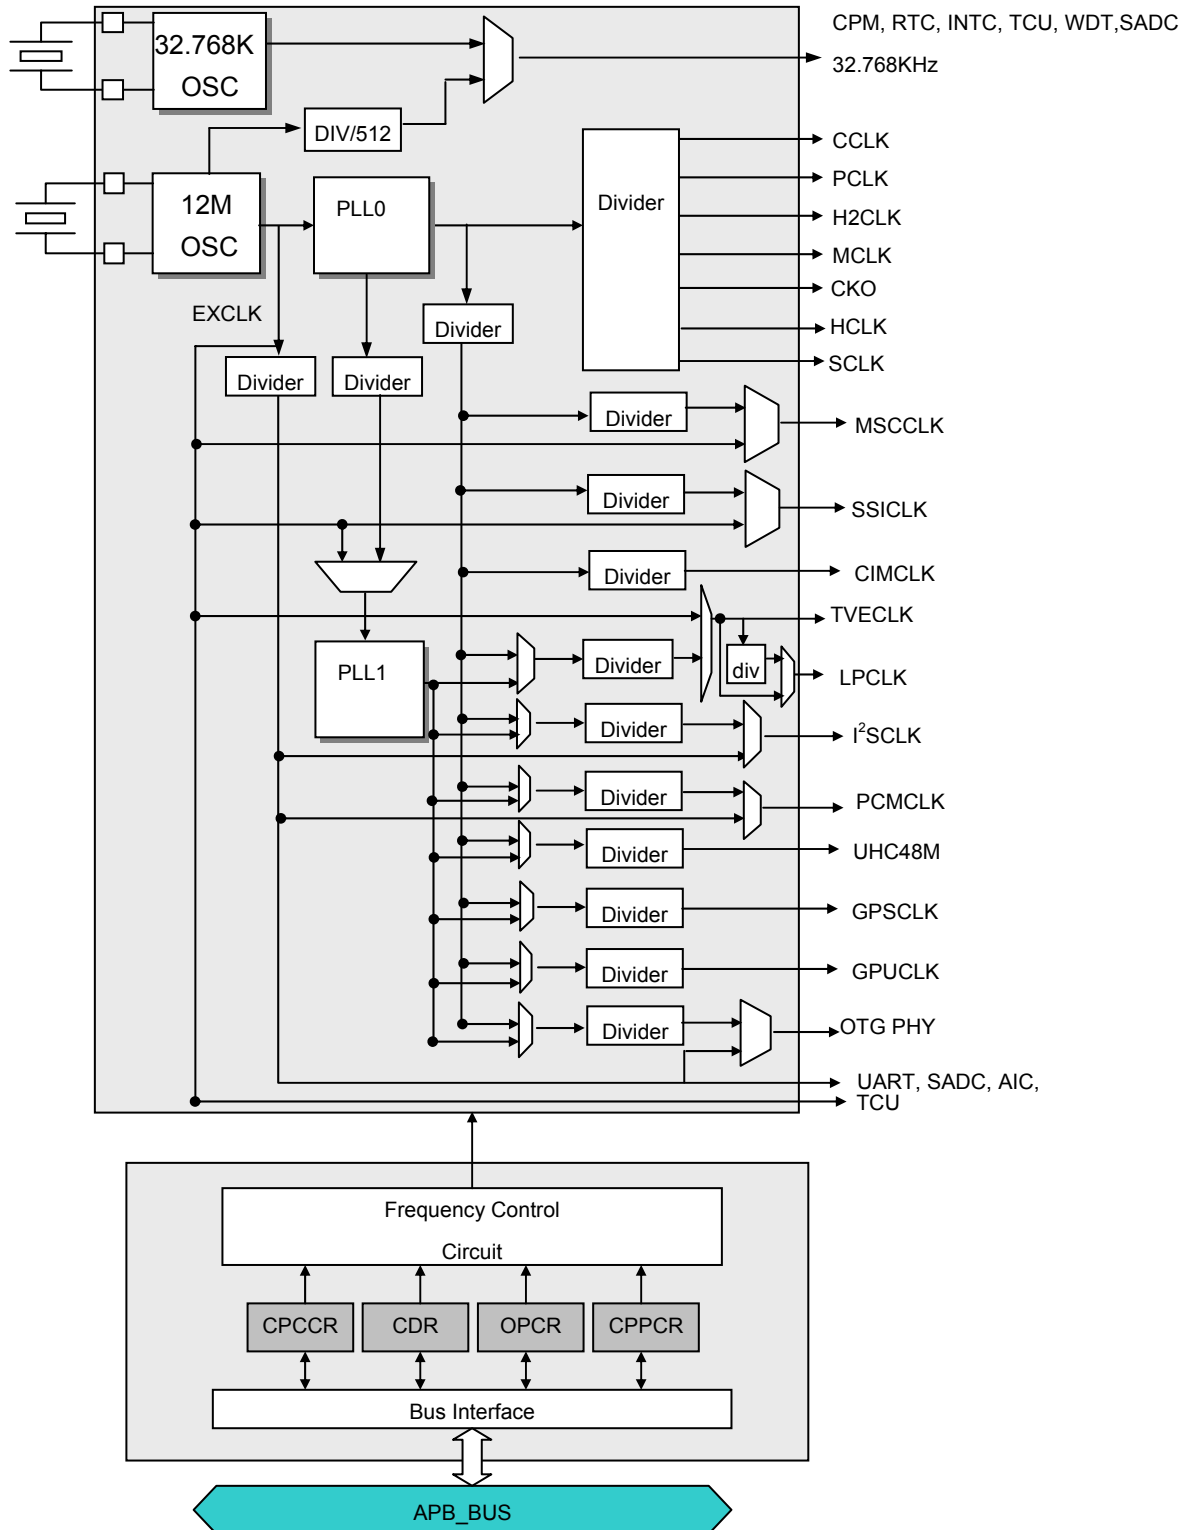 CPM, RTC, INTC, TCU, WDT,SADC
32.768K
OSC
32.768KHz
DIV/512
CCLK
12M
OSC
PLL0
Divider
PCLK
H2CLK
MCLK
CKO
EXCLK
Divider
HCLK
SCLK
Divider
Divider
Divider
MSCCLK
Divider
SSICLK
Divider
CIMCLK
TVECLK
PLL1
Divider
div
LPCLK
Divider
I²SCLK
Divider
PCMCLK
Divider
UHC48M
Divider
GPSCLK
Divider
GPUCLK
Divider
OTG PHY
UART, SADC, AIC,
TCU
Frequency Control
Circuit
CPCCR
CDR
OPCR
CPPCR
Bus Interface
APB_BUS